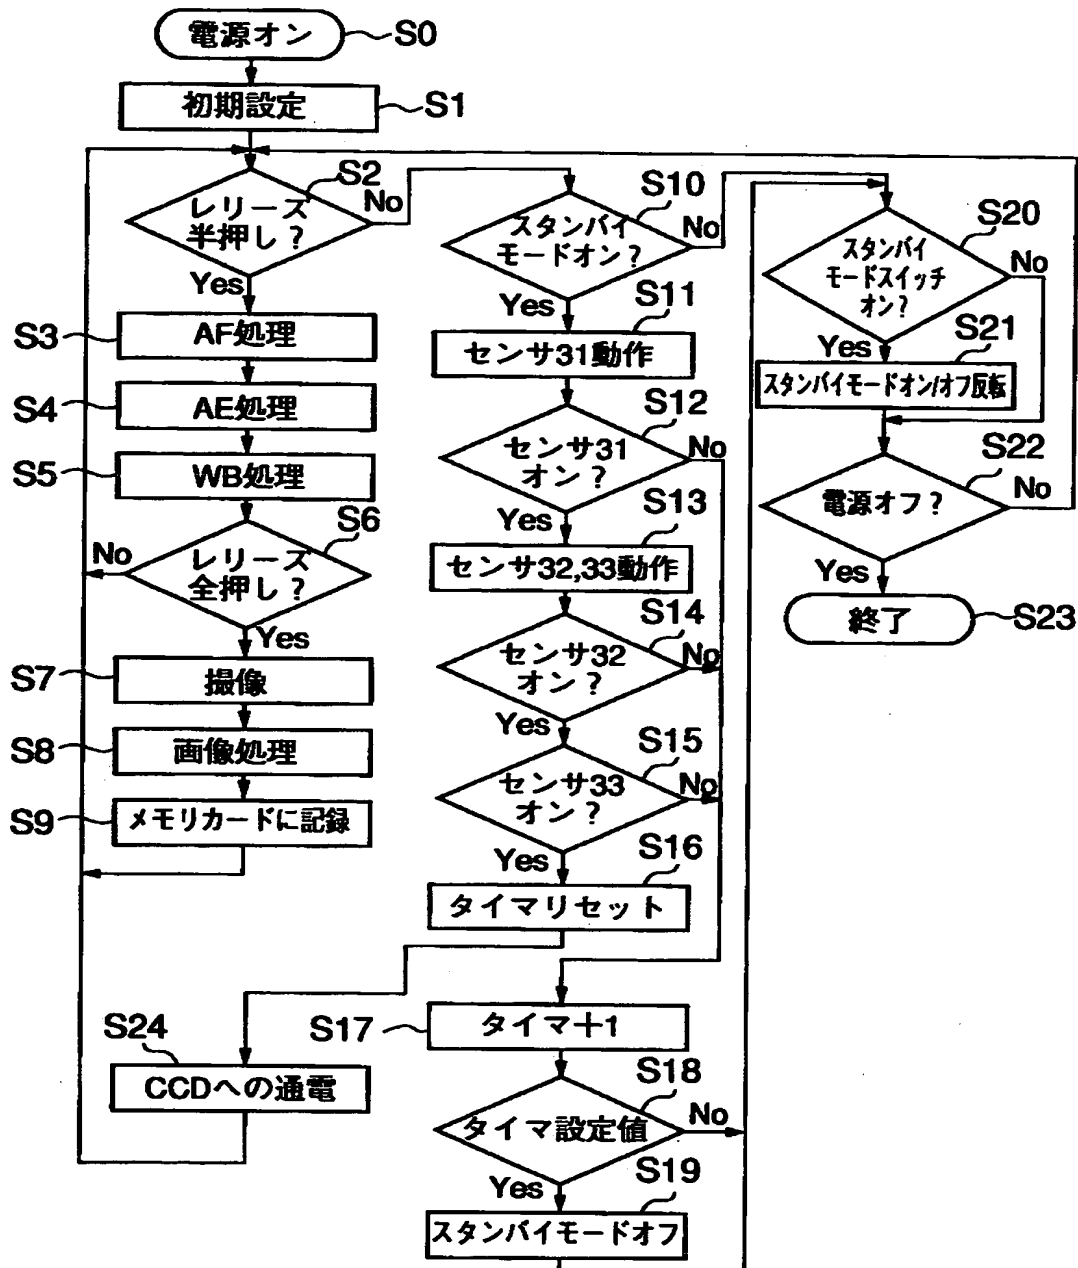 電源オン
S0
初期設定
S1
S2
レリーズ
半押し？
No
Yes
S3
AF処理
S4
AE処理
S5
WB処理
S6
レリーズ
全押し？
No
Yes
S7
撮像
S8
画像処理
S9
メモリカードに記録
S10
スタンバイ
モードオン？
No
Yes
S11
センサ31動作
S12
センサ31
オン？
No
Yes
S13
センサ32,33動作
S14
センサ32
オン？
No
Yes
S15
センサ33
オン？
No
Yes
S16
タイマリセット
S24
CCDへの通電
S17
タイマ＋1
S18
タイマ設定値
No
Yes
S19
スタンバイモードオフ
S20
スタンバイ
モードスイッチ
オン？
No
Yes
S21
スタンバイモードオン/オフ反転
S22
電源オフ？
No
Yes
終了
S23